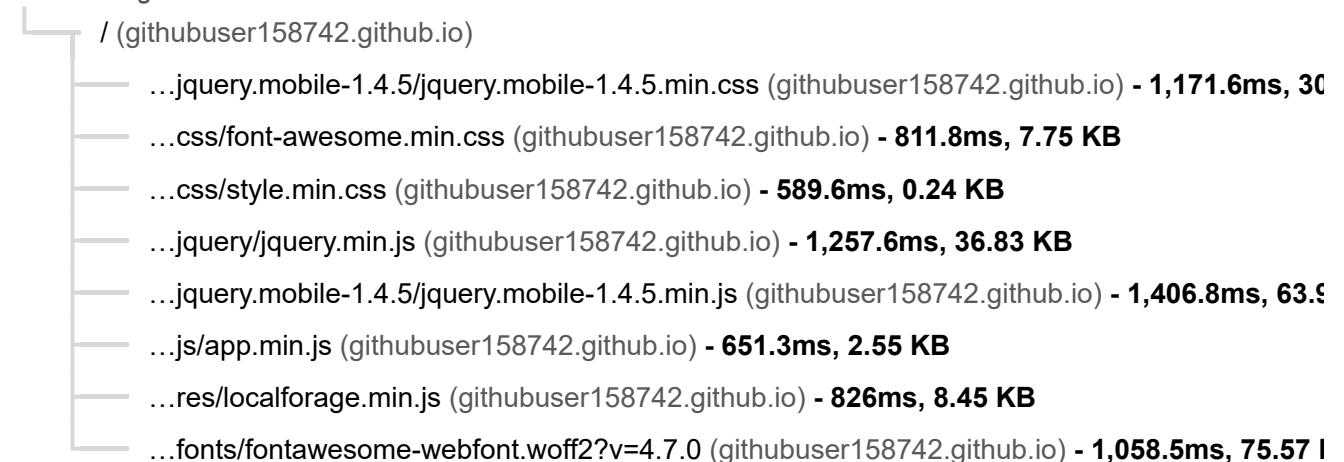 / (githubuser158742.github.io)
…jquery.mobile-1.4.5/jquery.mobile-1.4.5.min.css (githubuser158742.github.io) - 1,171.6ms, 30
…css/font-awesome.min.css (githubuser158742.github.io) - 811.8ms, 7.75 KB
…css/style.min.css (githubuser158742.github.io) - 589.6ms, 0.24 KB
…jquery/jquery.min.js (githubuser158742.github.io) - 1,257.6ms, 36.83 KB
…jquery.mobile-1.4.5/jquery.mobile-1.4.5.min.js (githubuser158742.github.io) - 1,406.8ms, 63.9
…js/app.min.js (githubuser158742.github.io) - 651.3ms, 2.55 KB
…res/localforage.min.js (githubuser158742.github.io) - 826ms, 8.45 KB
…fonts/fontawesome-webfont.woff2?v=4.7.0 (githubuser158742.github.io) - 1,058.5ms, 75.57